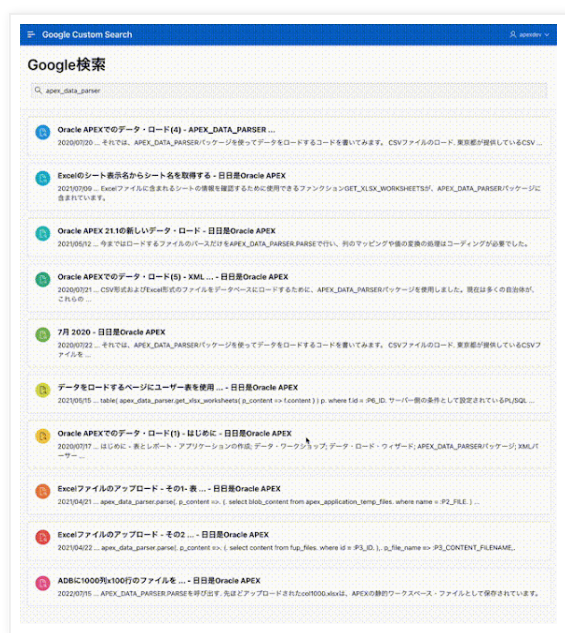 Google Custom Search
apexdev
Google検索
apex_data_parser
Oracle APEXでのデータ・ロード(4) - APEX_DATA_PARSER ...
2020/07/20 ... それでは、APEX_DATA_PARSERパッケージを使ってデータをロードするコードを書いてみます。 CSVファイルのロード. 東京都が提供しているCSV ...
Excelのシート表示名からシート名を取得する - 日日是Oracle APEX
2021/07/09 ... Excelファイルに含まれるシートの情報を確認するために使用できるファンクションGET_XLSX_WORKSHEETSが、APEX_DATA_PARSERパッケージに
含まれています。
Oracle APEX 21.1の新しいデータ・ロード - 日日是Oracle APEX
2021/05/12 ... 今まではロードするファイルのパースだけをAPEX_DATA_PARSER.PARSEで行い、列のマッピングや値の変換の処理はコーディングが必要でした。
Oracle APEXでのデータ・ロード(5) - XML ... - 日日是Oracle APEX
2020/07/21 ... CSV形式およびExcel形式のファイルをデータベースにロードするために、APEX_DATA_PARSERパッケージを使用しました。現在は多くの自治体が、
これらの ...
7月 2020 - 日日是Oracle APEX
2020/07/22 ... それでは、APEX_DATA_PARSERパッケージを使ってデータをロードするコードを書いてみます。 CSVファイルのロード. 東京都が提供しているCSVフ
ァイルを ...
データをロードするページにユーザー表を使用 ... - 日日是Oracle APEX
2021/05/15 ... table( apex_data_parser.get_xlsx_worksheets( p_content => f.content ) ) p. where f.id = :P6_ID. サーバー側の条件として設定されているPL/SQL ...
Oracle APEXでのデータ・ロード(1) - はじめに - 日日是Oracle APEX
2020/07/17 ... はじめに · 表とレポート・アプリケーションの作成; データ・ワークショップ; データ・ロード・ウィザード; APEX_DATA_PARSERパッケージ; XMLパ
ーサー ...
Excelファイルのアップロード - その1- 表 ... - 日日是Oracle APEX
2021/04/21 ... apex_data_parser.parse(. p_content =>. (. select blob_content from apex_application_temp_files. where name = :P2_FILE. ) ...
Excelファイルのアップロード - その2 ... - 日日是Oracle APEX
2021/04/22 ... apex_data_parser.parse(. p_content =>. (. select content from fup_files. where id = :P3_ID. ),. p_file_name => :P3_CONTENT_FILENAME,.
ADBに1000列x100行のファイルを ... - 日日是Oracle APEX
2022/07/15 ... APEX_DATA_PARSER.PARSEを呼び出す. 先ほどアップロードされたcol1000.xlsxは、APEXの静的ワークスペース・ファイルとして保存されています。